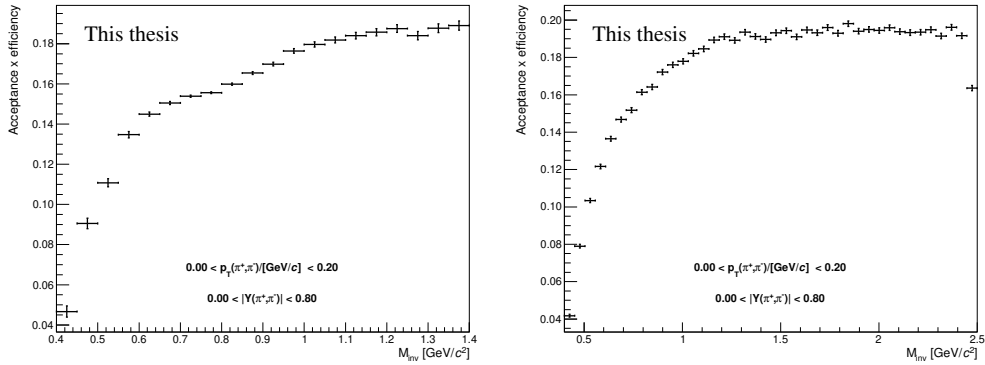 Acceptance x efficiency
This thesis
0.18
0.16
0.14
0.12
0.10
0.08
0.06
0.04
0.00 < p_T(π⁺,π⁻)/[GeV/c] < 0.20
0.00 < |Y(π⁺,π⁻)| < 0.80
0.4 0.5 0.6 0.7 0.8 0.9 1.0 1.1 1.2 1.3 1.4
M_inv [GeV/c²]
Acceptance x efficiency
This thesis
0.20
0.18
0.16
0.14
0.12
0.10
0.08
0.06
0.04
0.00 < p_T(π⁺,π⁻)/[GeV/c] < 0.20
0.00 < |Y(π⁺,π⁻)| < 0.80
0.5 1 1.5 2 2.5
M_inv [GeV/c²]